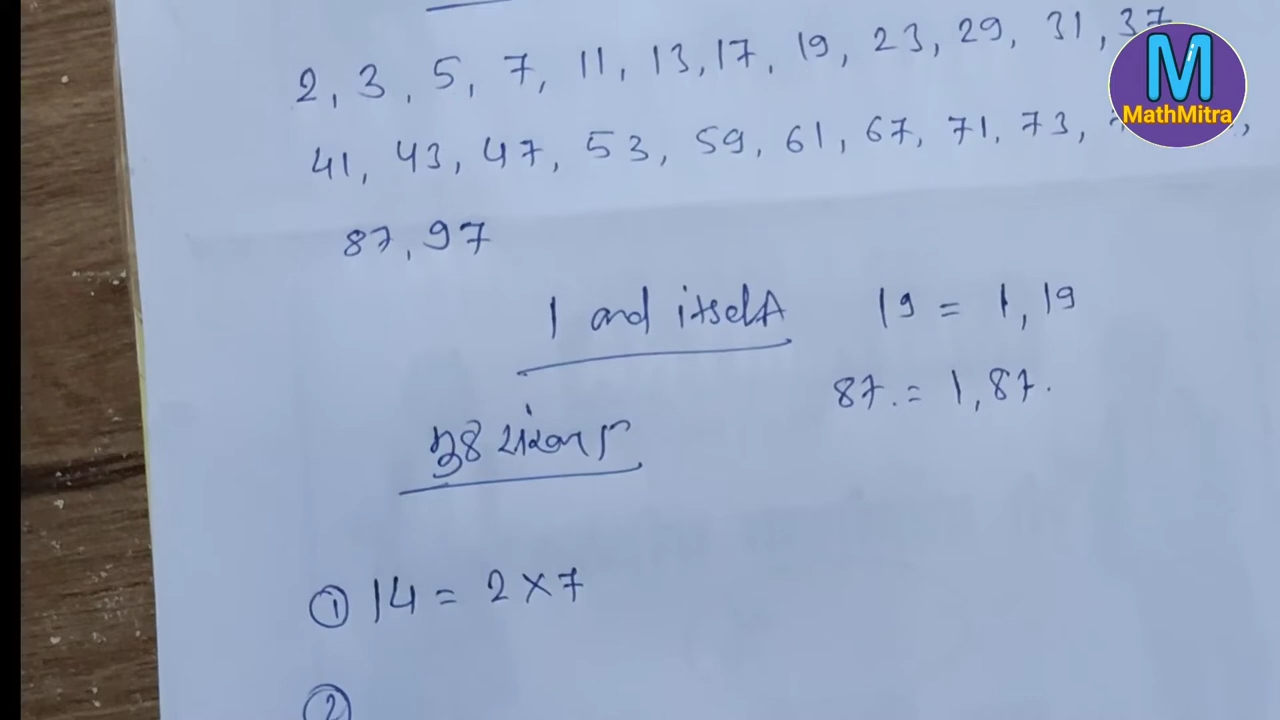 2, 3, 5, 7, 11, 13, 17, 19, 23, 29, 31, 37
M
MathMitra
41, 43, 47, 53, 59, 61, 67, 71, 73,
87, 97
1 and itself 19 = 1, 19
87. = 1, 87.
① 14 = 2 × 7
②